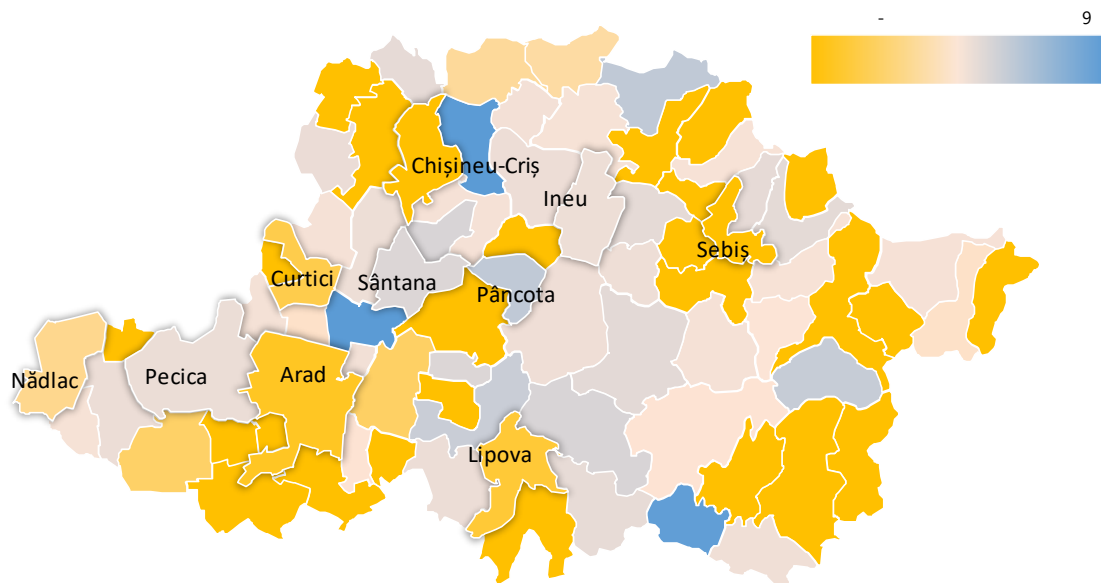 - 9
Chișineu-Criș
Ineu
Sebiș
Curtici
Sântana
Pâncota
Nădlac
Pecica
Arad
Lipova